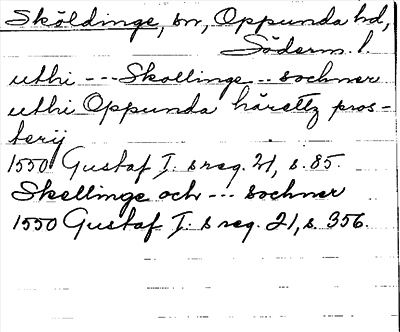 Sköldinge, sn, Oppunda hd,
Söderm. l.
uthi --- Skollinge -- sochner
uthi Oppunda härettz pros-
terij
1550 Gustaf I: s reg. 21, s. 85.
Skellinge och --- sochner
1550 Gustaf I: s reg. 21, s. 356.